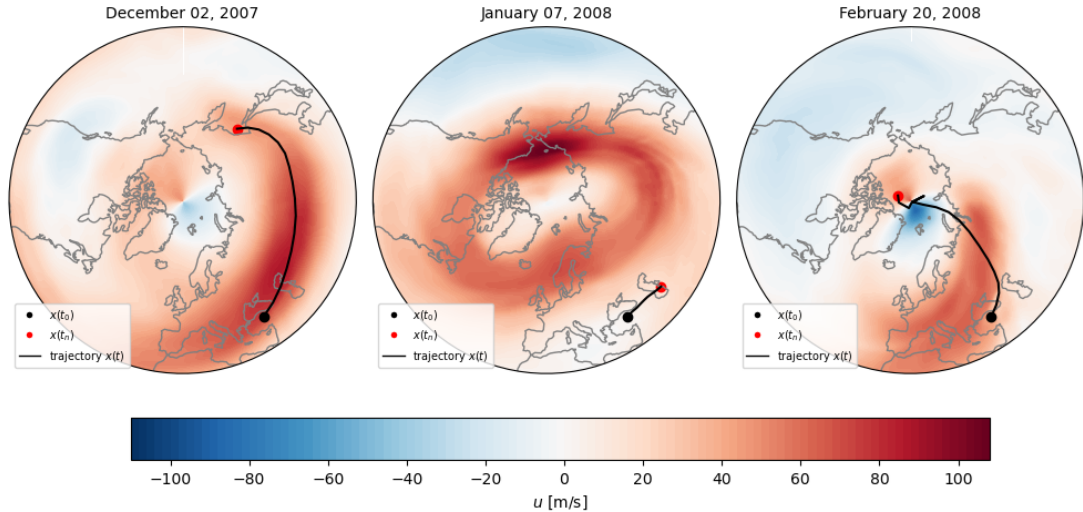 December 02, 2007
January 07, 2008
February 20, 2008
x(t₀)
x(tₙ)
trajectory x(t)
x(t₀)
x(tₙ)
trajectory x(t)
x(t₀)
x(tₙ)
trajectory x(t)
−100 −80 −60 −40 −20 0 20 40 60 80 100
u [m/s]